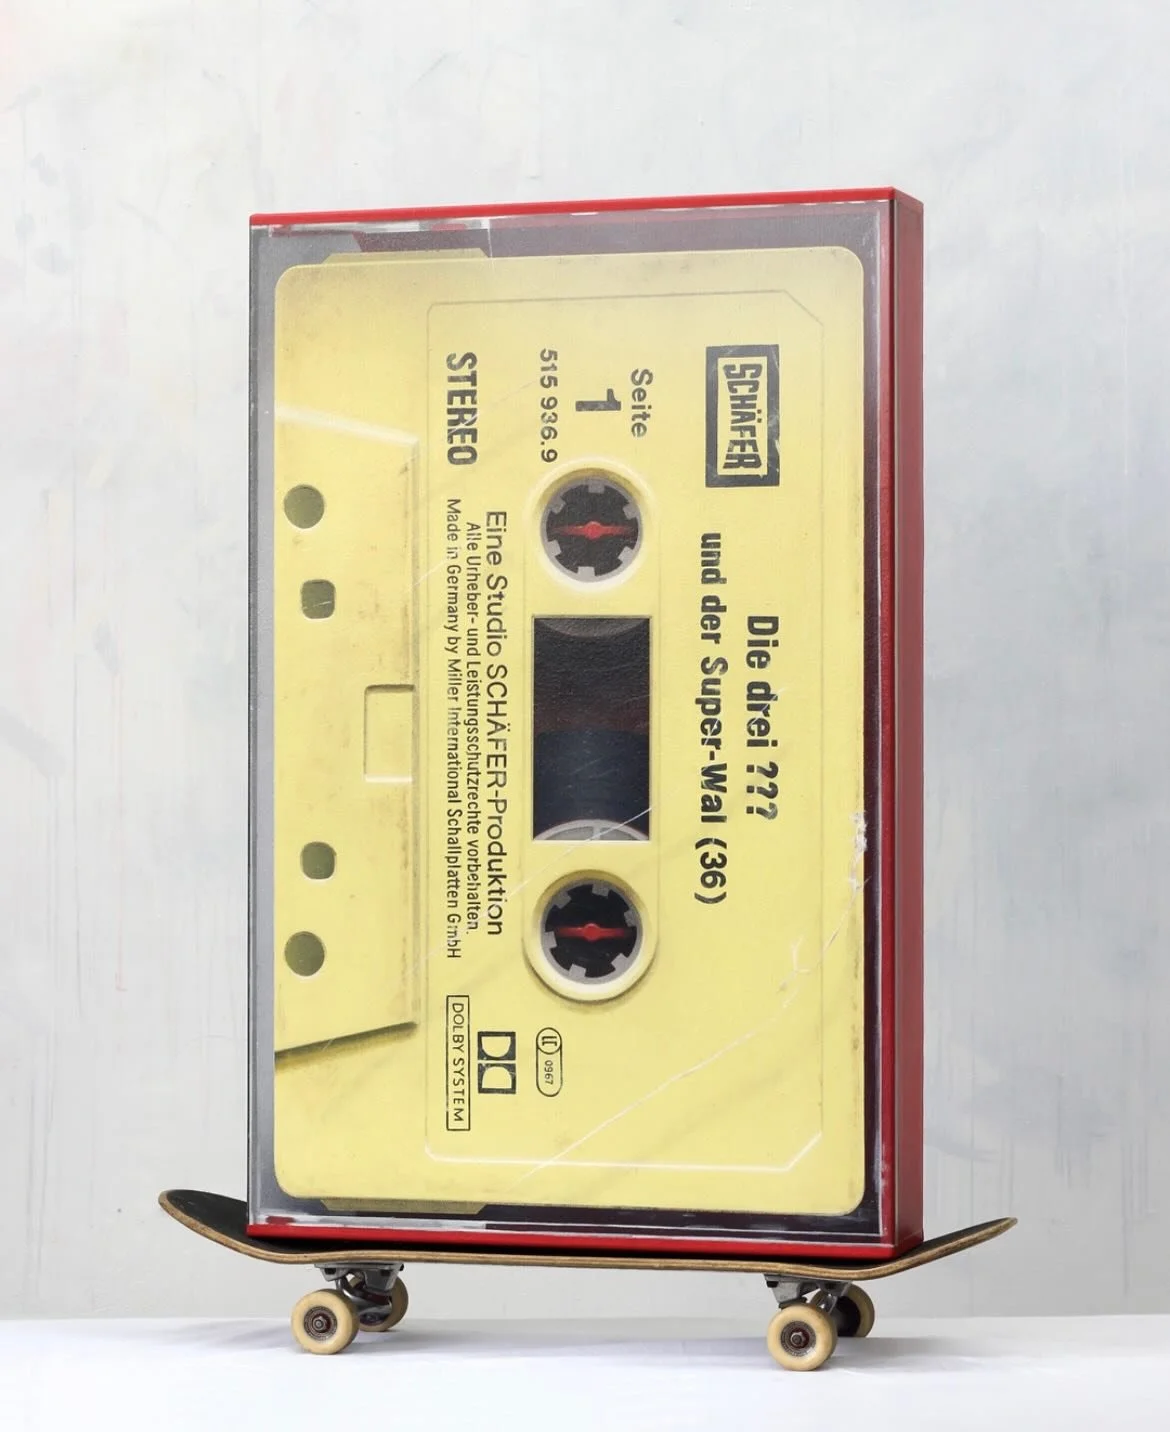 SCHÄFER
Die drei ???
und der Super-Wal (36)
Seite
1
515 936.9
LC 0967
STEREO
Eine Studio SCHÄFER-Produktion
Alle Urheber- und Leistungsschutzrechte vorbehalten.
Made in Germany by Miller International Schallplatten GmbH
DOLBY SYSTEM